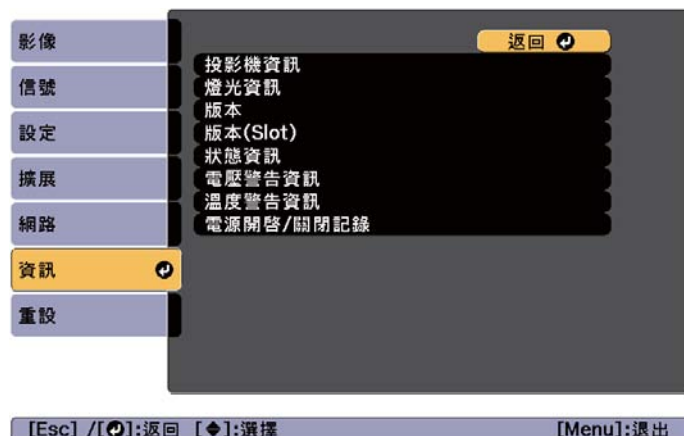 影像
信號
設定
擴展
網路
資訊
重設
返回
投影機資訊
燈光資訊
版本
版本(Slot)
狀態資訊
電壓警告資訊
溫度警告資訊
電源開啓/關閉記錄
[Esc] /[⏎]:返回 [◆]:選擇 [Menu]:退出